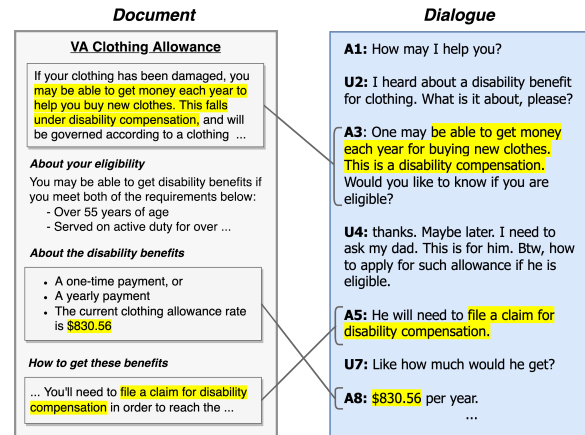 Document
VA Clothing Allowance
If your clothing has been damaged, you
may be able to get money each year to
help you buy new clothes. This falls
under disability compensation, and will
be governed according to a clothing ...
About your eligibility
You may be able to get disability benefits if
you meet both of the requirements below:
- Over 55 years of age
- Served on active duty for over ...
About the disability benefits
• A one-time payment, or
• A yearly payment
• The current clothing allowance rate
is $830.56
How to get these benefits
... You'll need to file a claim for disability
compensation in order to reach the ...
Dialogue
A1: How may I help you?
U2: I heard about a disability benefit
for clothing. What is it about, please?
A3: One may be able to get money
each year for buying new clothes.
This is a disability compensation.
Would you like to know if you are
eligible?
U4: thanks. Maybe later. I need to
ask my dad. This is for him. Btw, how
to apply for such allowance if he is
eligible.
A5: He will need to file a claim for
disability compensation.
U7: Like how much would he get?
A8: $830.56 per year.
...